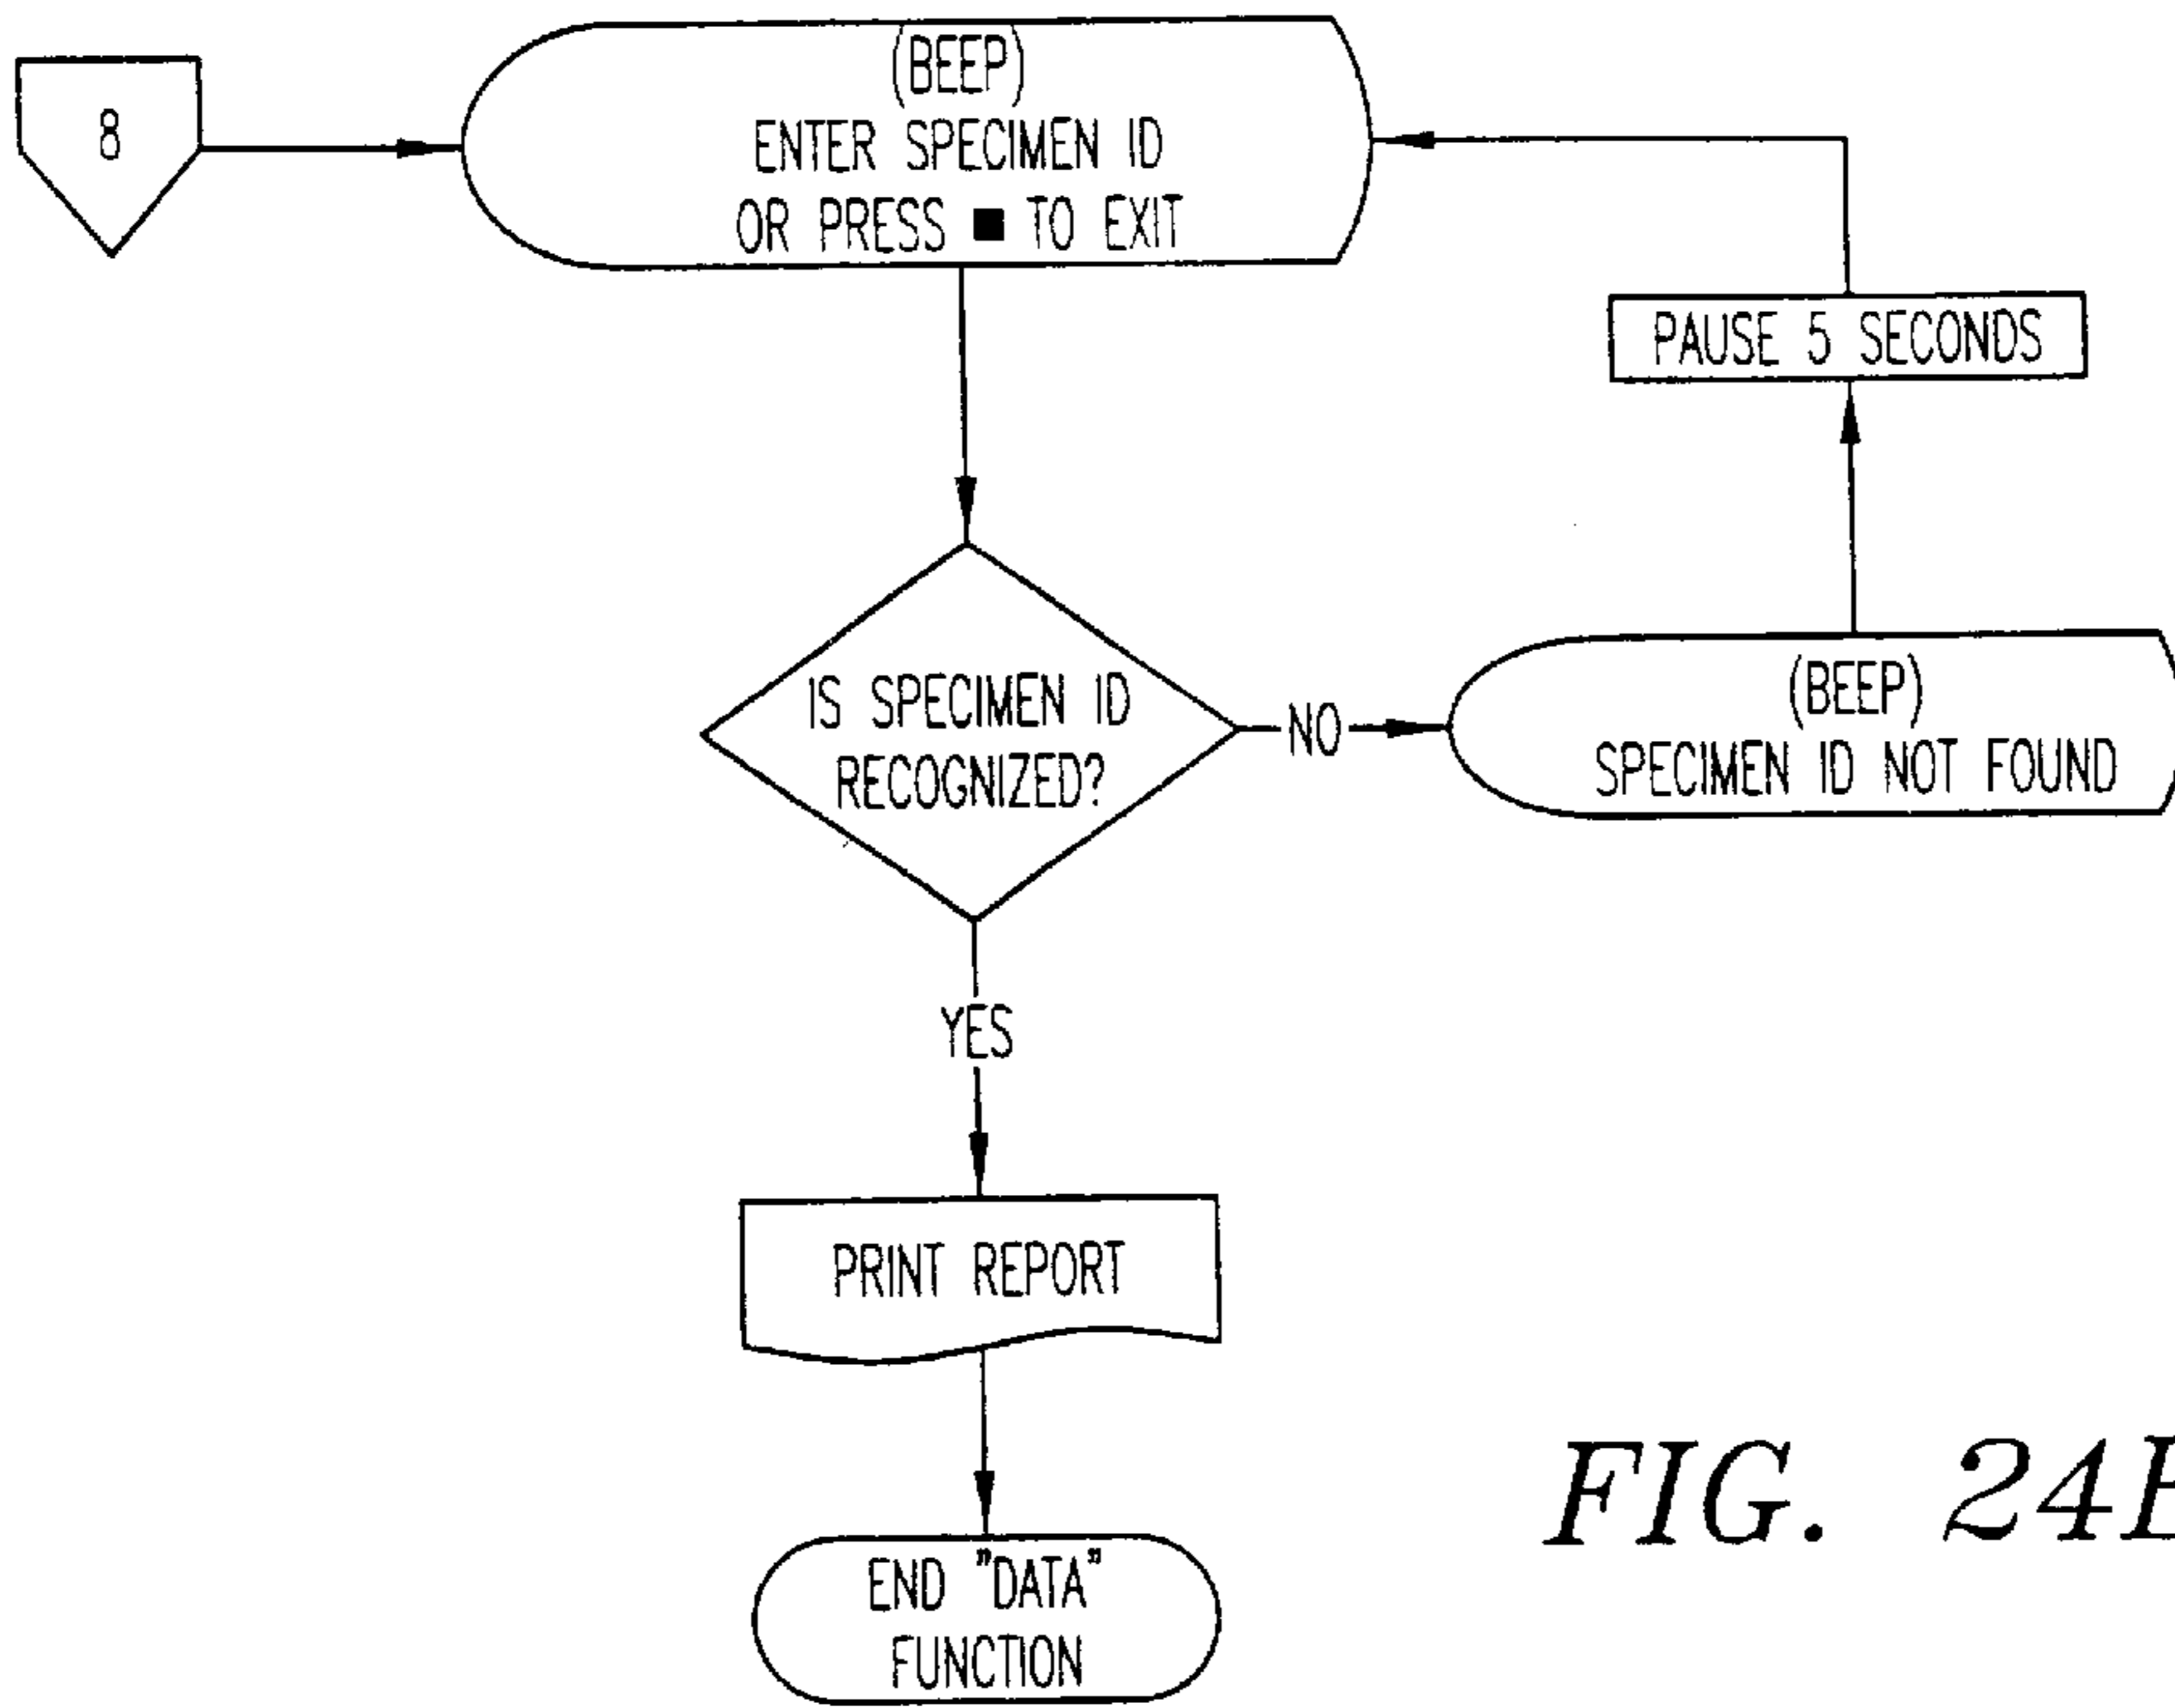 8
(BEEP)
ENTER SPECIMEN ID
OR PRESS ■ TO EXIT
PAUSE 5 SECONDS
IS SPECIMEN ID
RECOGNIZED?
NO
(BEEP)
SPECIMEN ID NOT FOUND
YES
PRINT REPORT
END "DATA"
FUNCTION
FIG.